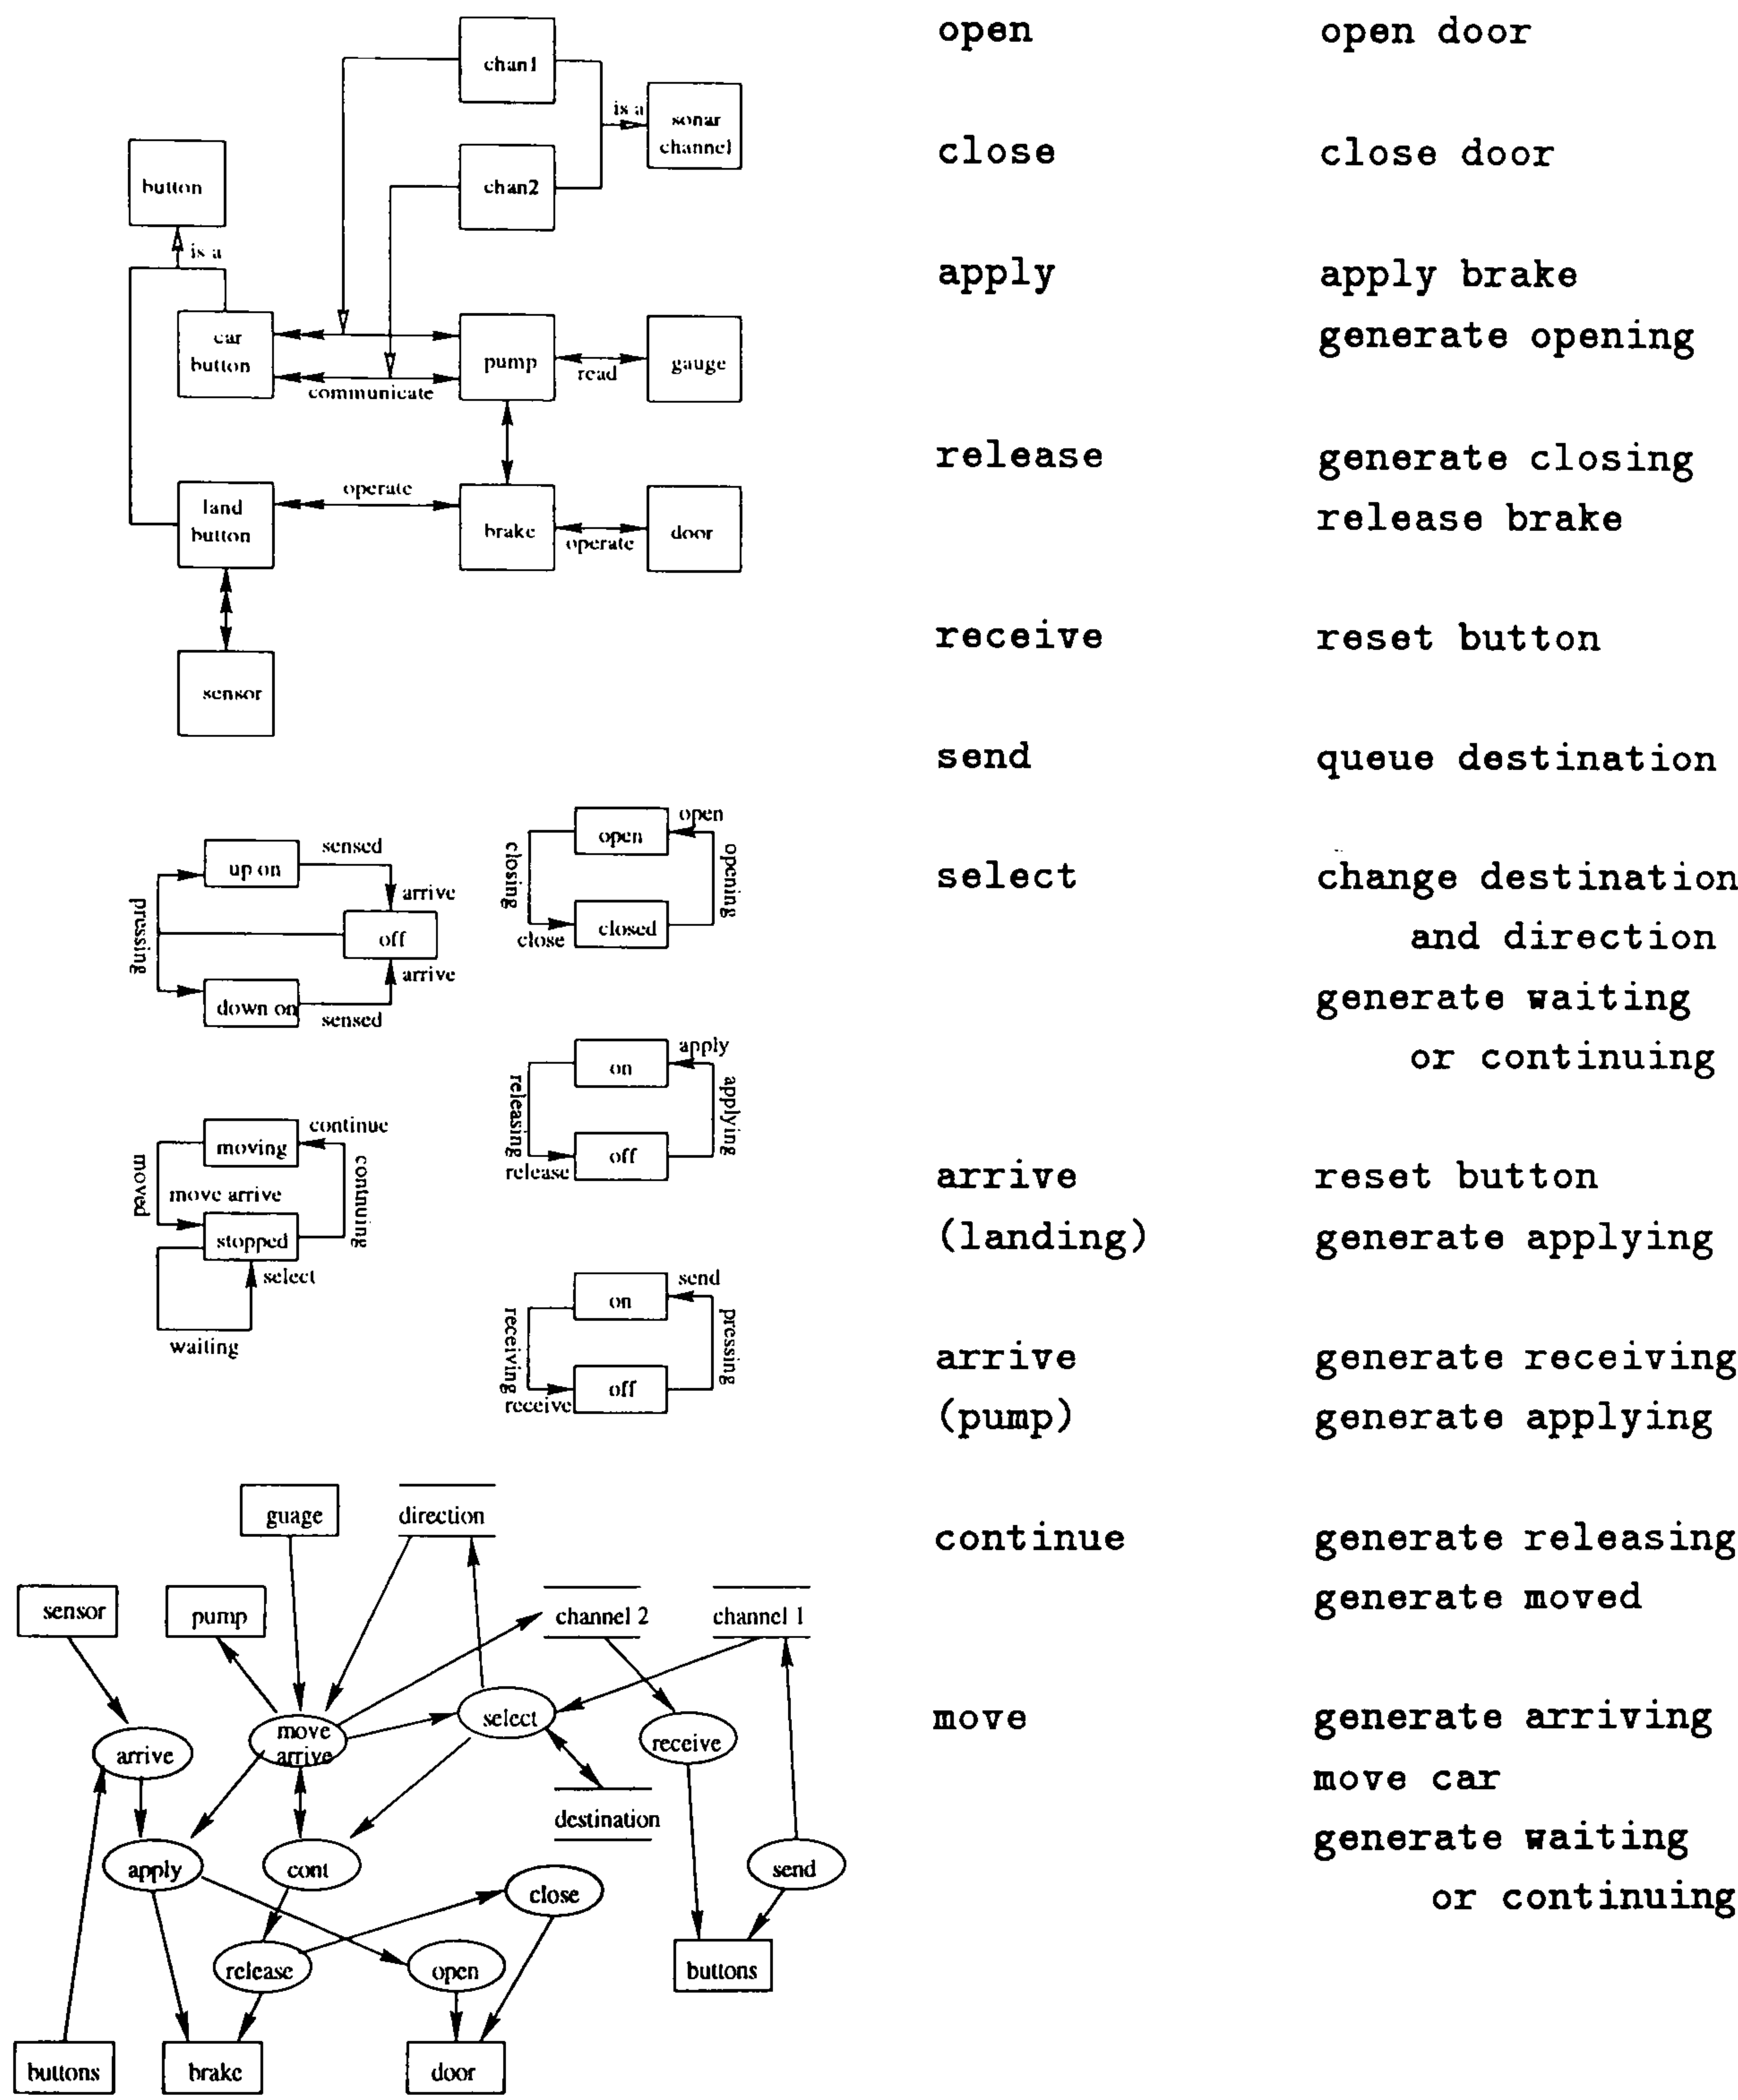 chan1
is a
sonar
channel
button
chan2
is a
car
button
pump
gauge
read
communicate
land
button
operate
brake
operate
door
sensor
up on
sensed
arrive
pressing
off
arrive
down on
sensed
open
open
closing
opening
close
closed
on
apply
releasing
applying
release
off
moving
continue
moved
move arrive
continuing
stopped
select
waiting
on
send
receiving
pressing
receive
off
guage
direction
sensor
pump
channel 2
channel 1
move
arrive
select
receive
arrive
destination
apply
cont
close
send
release
open
buttons
buttons
brake
door
open open door
close close door
apply apply brake
generate opening
release generate closing
release brake
receive reset button
send queue destination
select change destination
and direction
generate waiting
or continuing
arrive reset button
(landing) generate applying
arrive generate receiving
(pump) generate applying
continue generate releasing
generate moved
move generate arriving
move car
generate waiting
or continuing